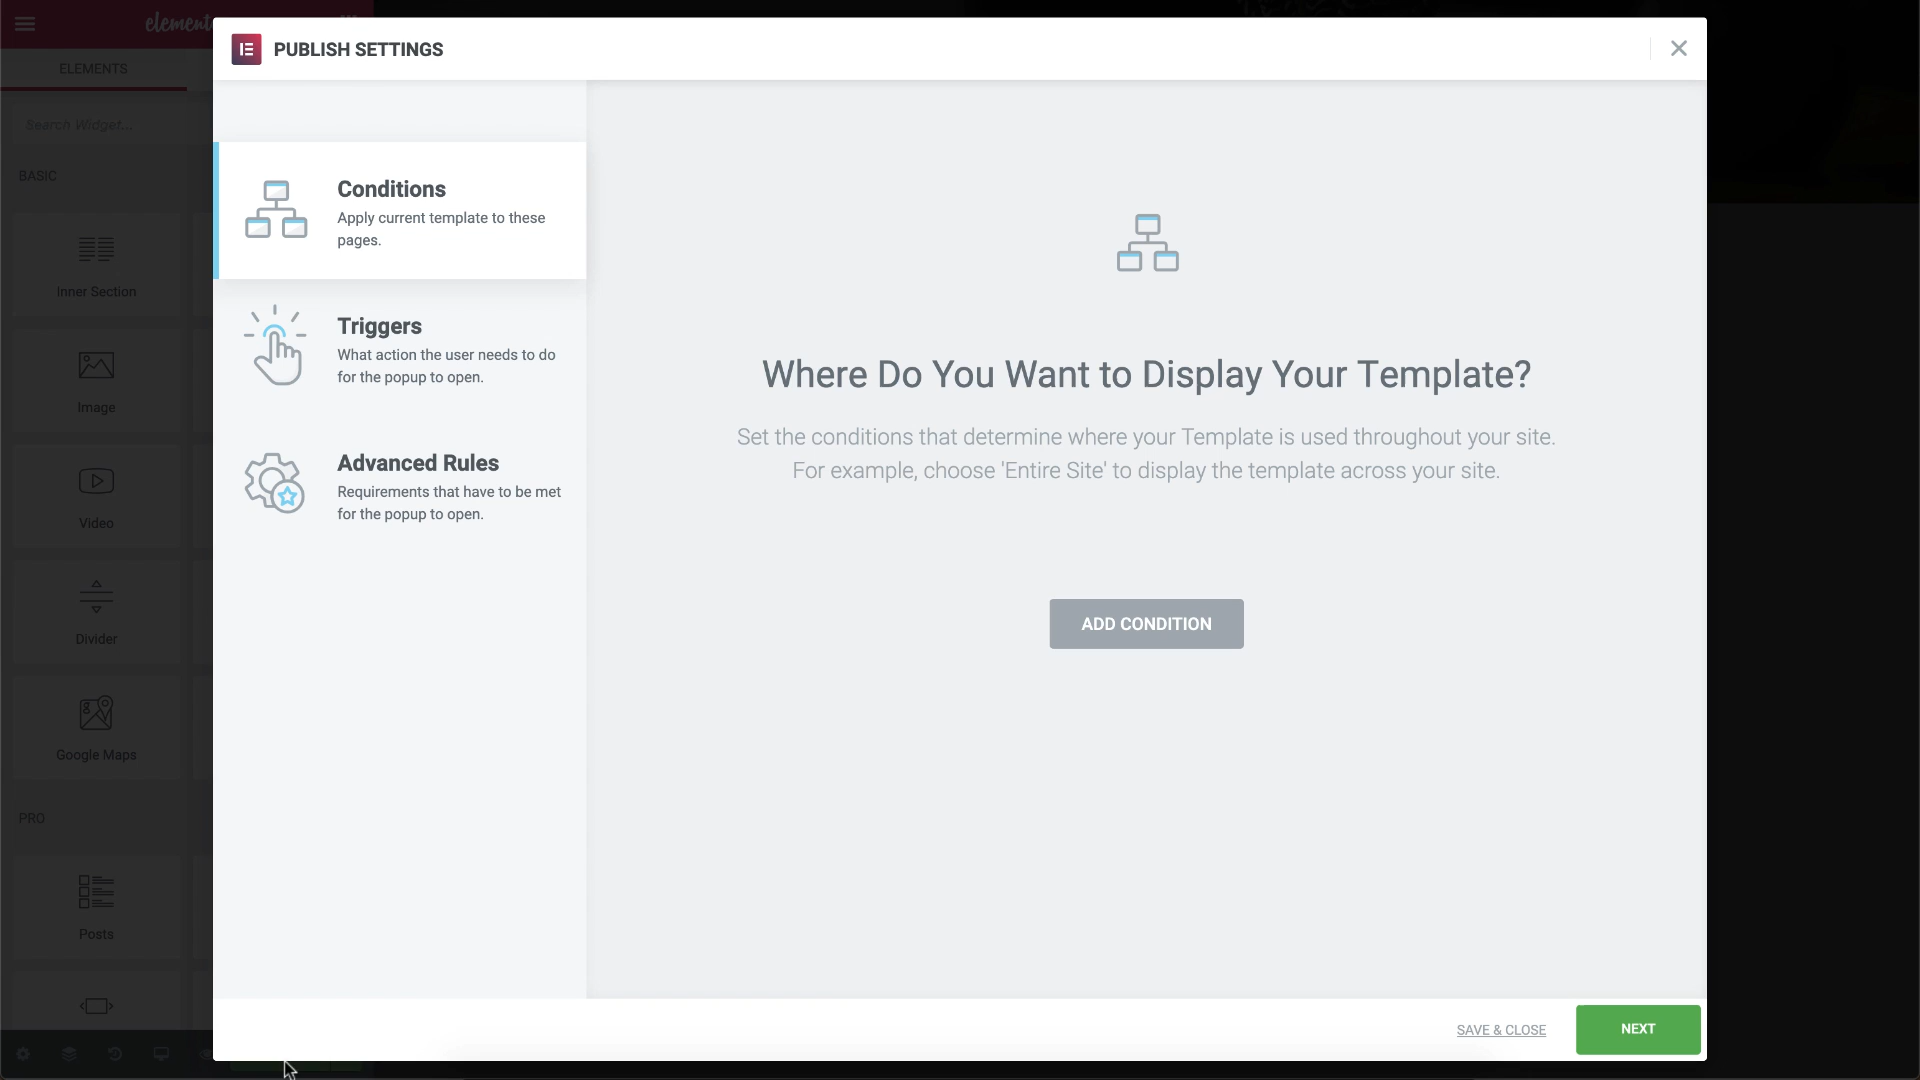 element
PUBLISH SETTINGS
ELEMENTS
Search Widget...
BASIC
Inner Section
Image
Video
Divider
Google Maps
PRO
Posts
Conditions
Apply current template to these
pages.
Triggers
What action the user needs to do
for the popup to open.
Advanced Rules
Requirements that have to be met
for the popup to open.
Where Do You Want to Display Your Template?
Set the conditions that determine where your Template is used throughout your site.
For example, choose 'Entire Site' to display the template across your site.
ADD CONDITION
SAVE & CLOSE
NEXT